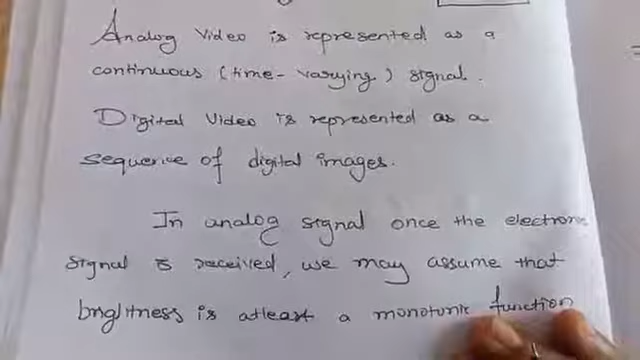 Analog Video is represented as a
continuous (time-varying) signal.
Digital Video is represented as a
sequence of digital images.
In analog signal once the electronic
signal is received, we may assume that
brightness is atleast a monotonic function